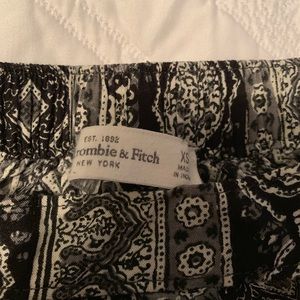 EST. 1892
rombie & Fitch
NEW YORK
XS
MADE
IN INDIA